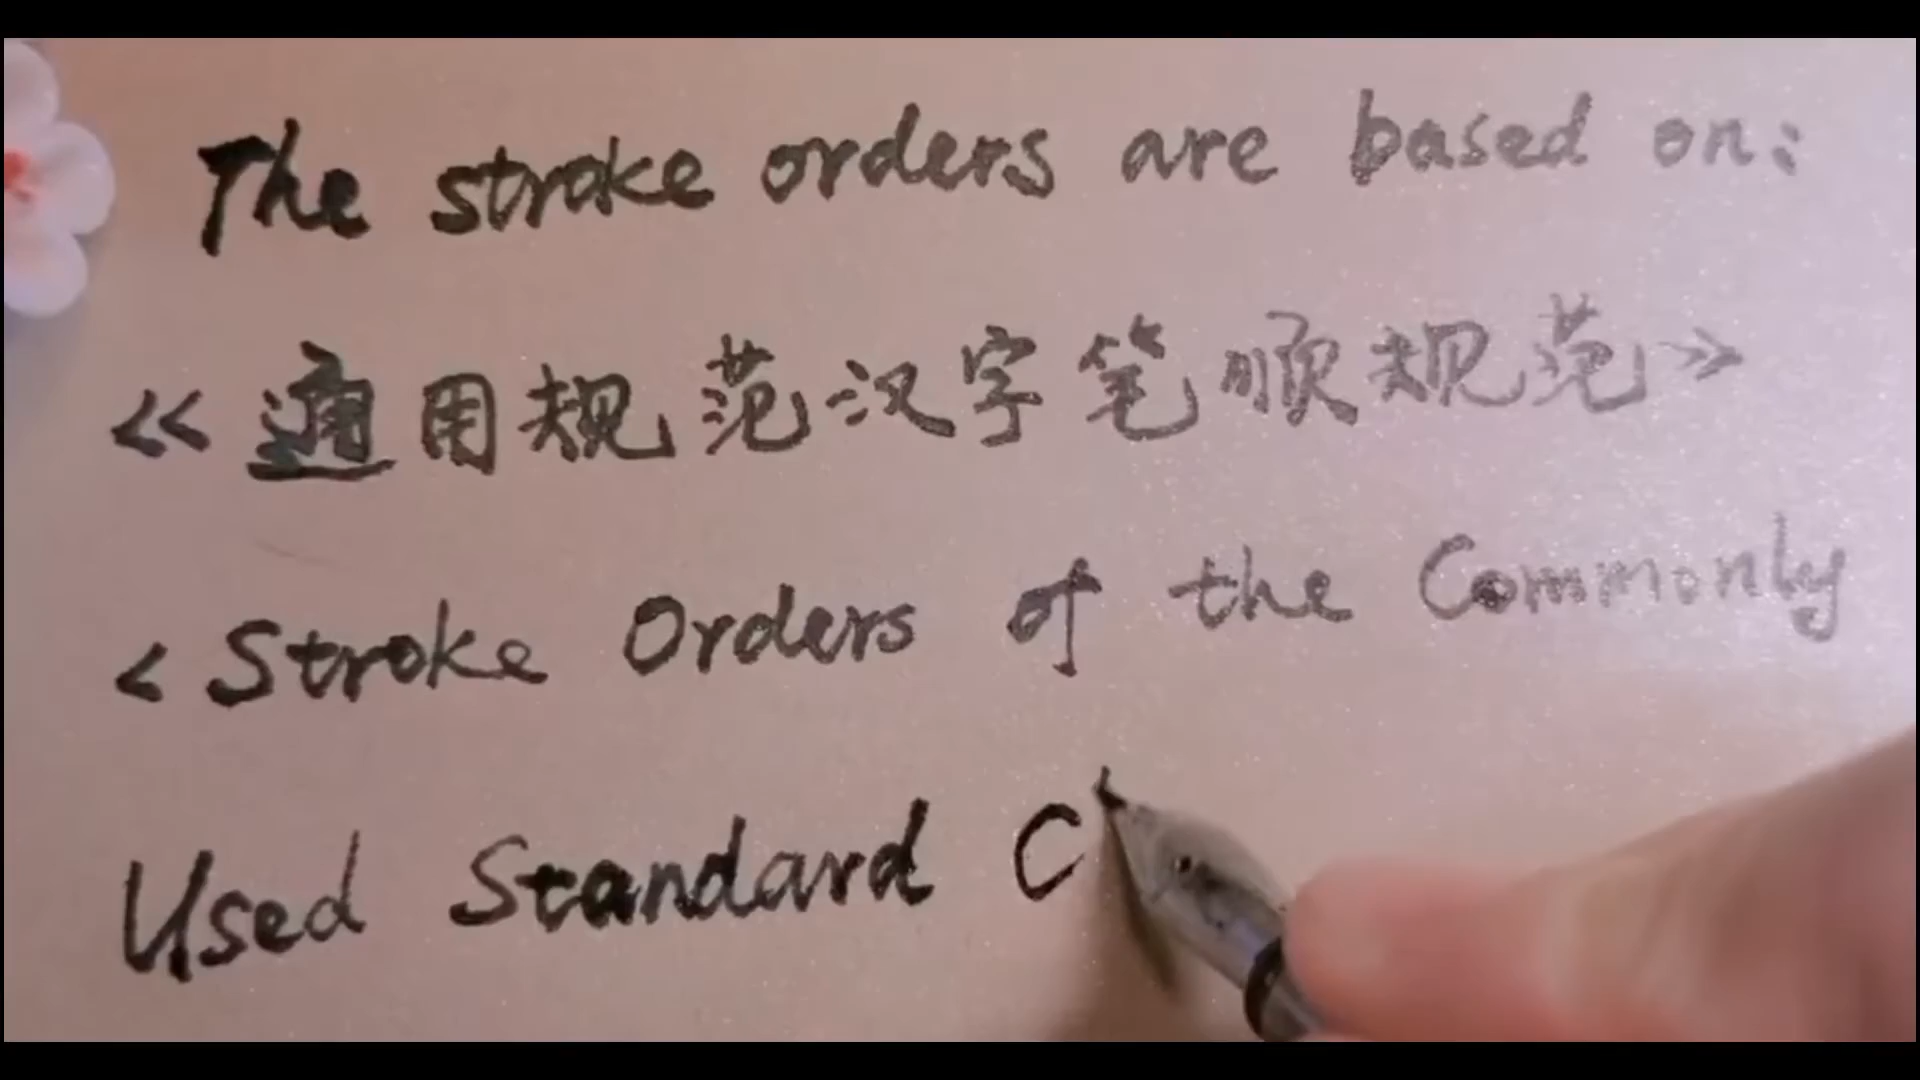 The stroke orders are based on:
《通用规范汉字笔顺规范》
<Stroke Orders of the Commonly
Used Standard C